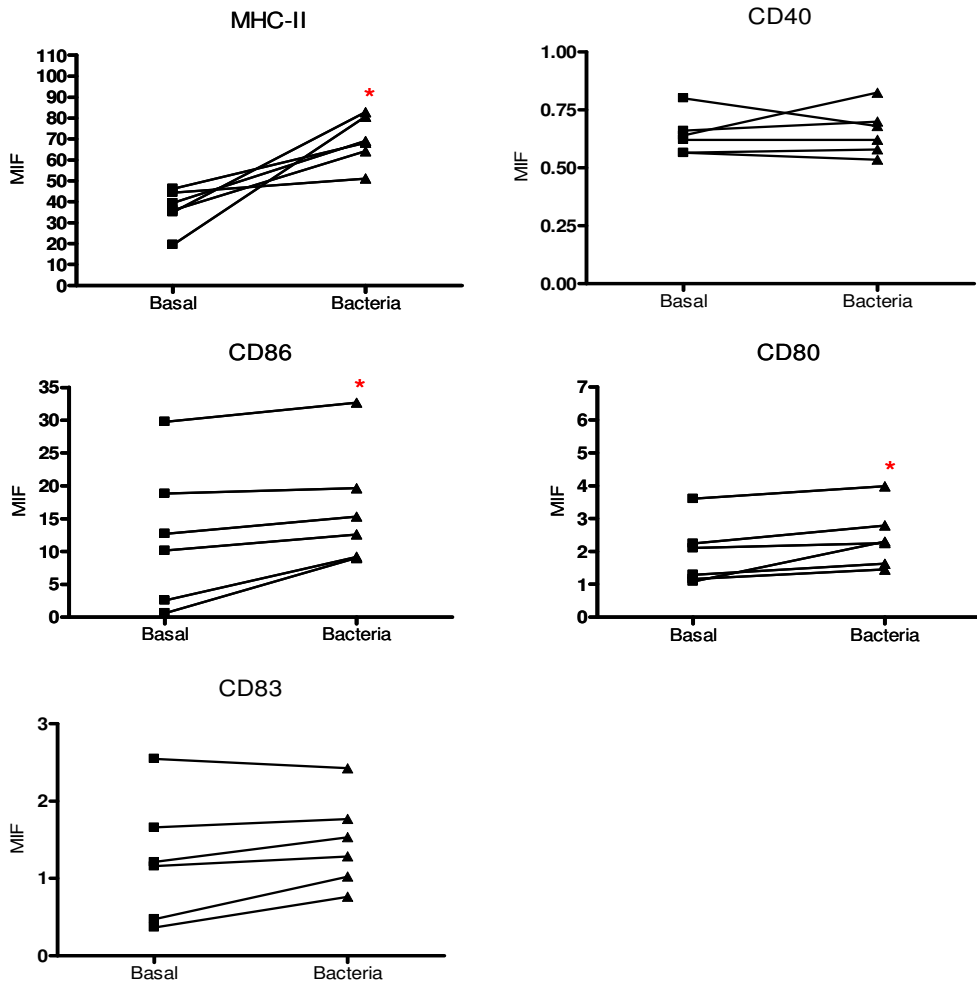 MHC-II
110
100
90
80
70
60
50
40
30
20
10
0
MIF
*
Basal
Bacteria
CD40
1.00
0.75
0.50
0.25
0.00
MIF
Basal
Bacteria
CD86
35
30
25
20
15
10
5
0
MIF
*
Basal
Bacteria
CD80
7
6
5
4
3
2
1
0
MIF
*
Basal
Bacteria
CD83
3
2
1
0
MIF
Basal
Bacteria